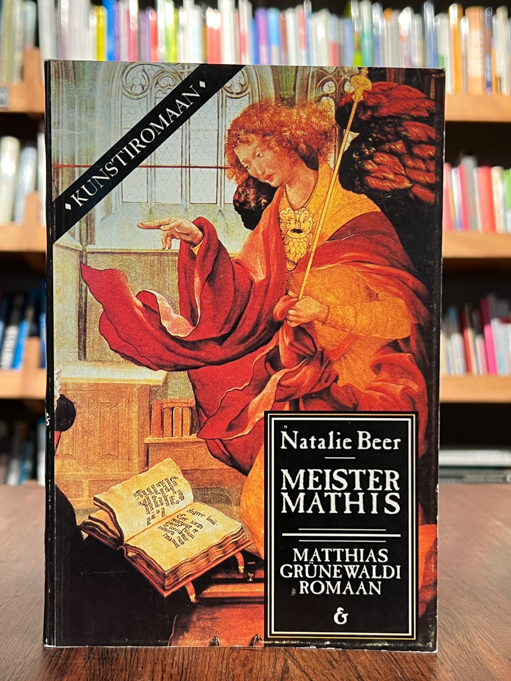 KUNSTIROMAAN
Natalie Beer
MEISTER
MATHIS
MATTHIAS
GRÜNEWALDI
ROMAAN
&